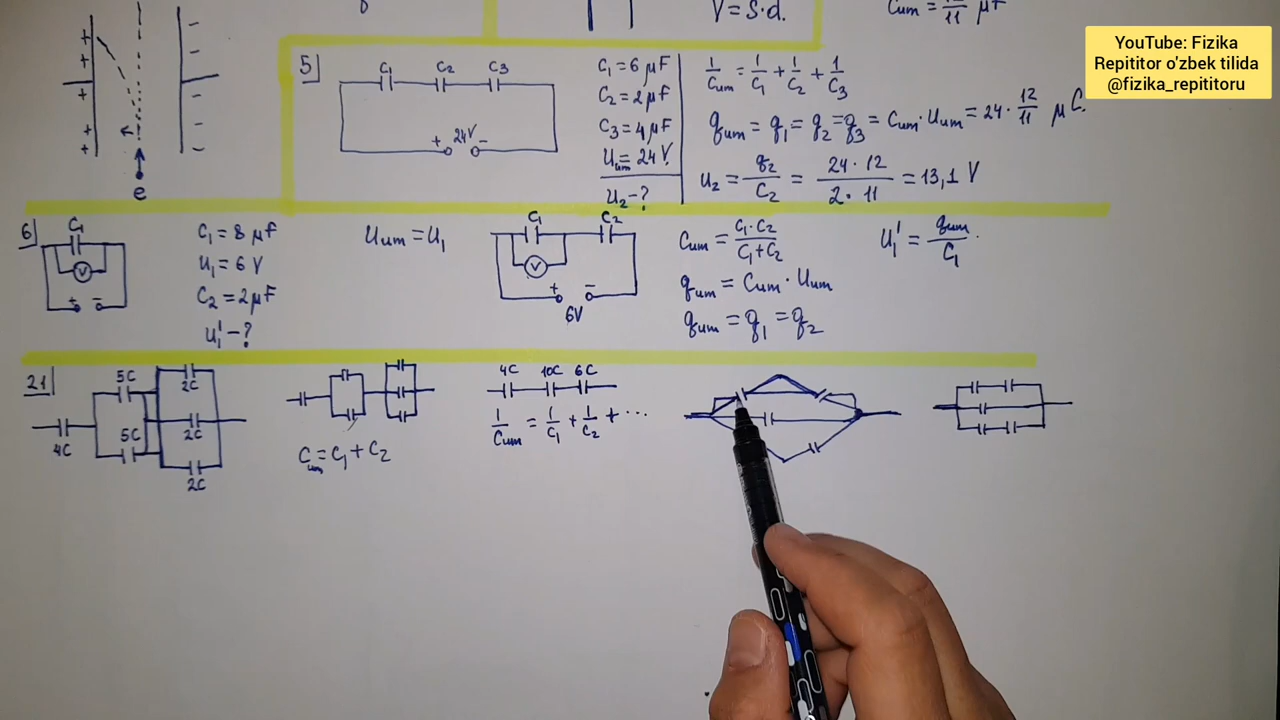 V = S·d.
Cum = 12/11 μF
YouTube: Fizika
Repititor o'zbek tilida
@fizika_repititoru
+ −
+ −
+ −
+ −
+ −
e
5
C₁ C₂ C₃
+ 24V −
C₁ = 6 μF
C₂ = 2 μF
C₃ = 4 μF
Uum = 24 V
U₂ − ?
1/Cum = 1/C₁ + 1/C₂ + 1/C₃
qum = q₁ = q₂ = q₃ = Cum · Uum = 24 · 12/11 μC.
U₂ = q₂/C₂ = 24 · 12 / 2 · 11 = 13,1 V
6
C₁
V
+ −
C₁ = 8 μF
U₁ = 6 V
C₂ = 2 μF
U₁' − ?
Uum = U₁
C₁ C₂
V
+ −
6V
Cum = C₁ · C₂ / C₁ + C₂
qum = Cum · Uum
qum = q₁ = q₂
U₁' = qum/C₁ .
21
4C 5C 5C 2C 2C 2C
Cum = C₁ + C₂
4C 10C 6C
1/Cum = 1/C₁ + 1/C₂ + ...